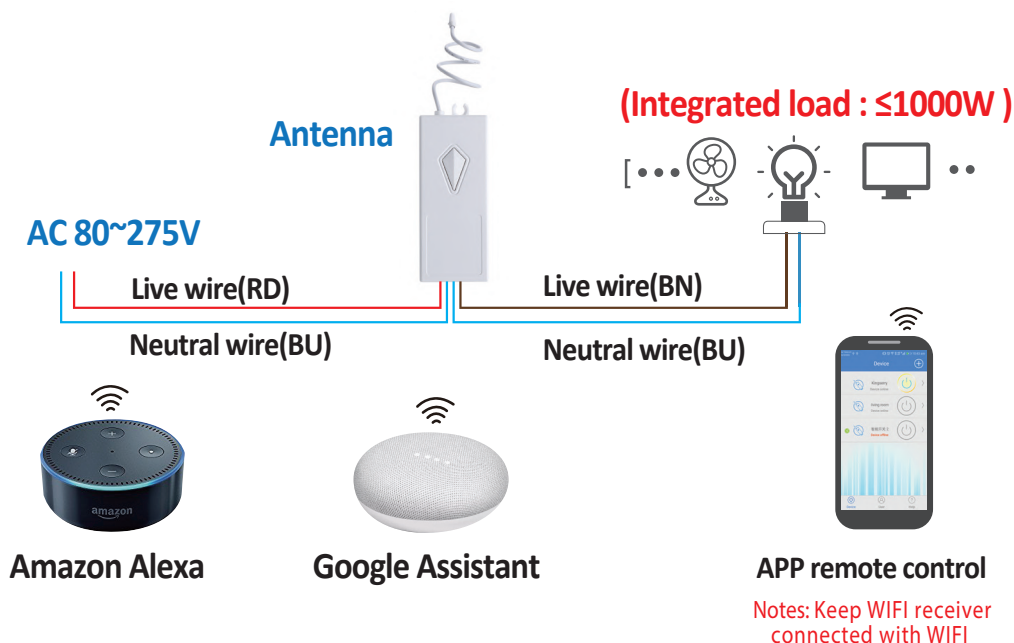 (Integrated load : ≤1000W )
Antenna
AC 80~275V
Live wire(RD)
Live wire(BN)
Neutral wire(BU)
Neutral wire(BU)
Device
amazon
Amazon Alexa
Google Assistant
APP remote control
Notes: Keep WIFI receiver
connected with WIFI